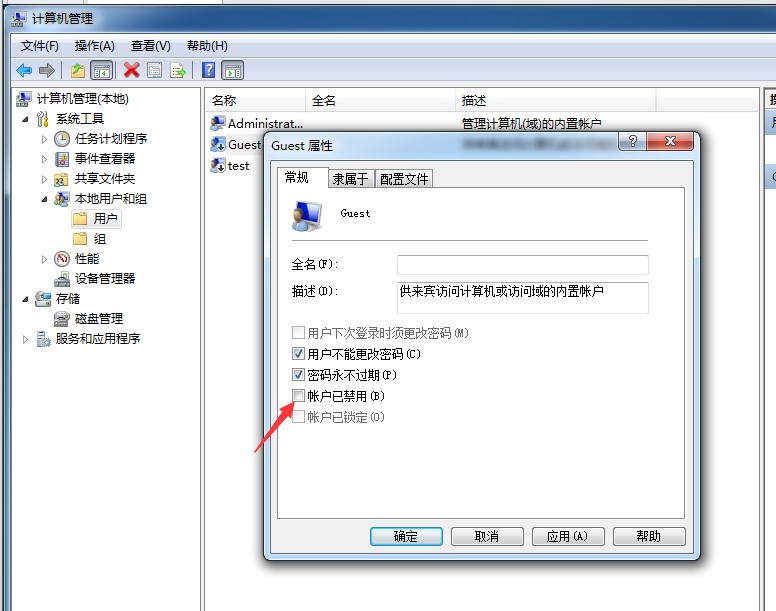 计算机管理
文件(F) 操作(A) 查看(V) 帮助(H)
计算机管理(本地)
系统工具
任务计划程序
事件查看器
共享文件夹
本地用户和组
用户
组
性能
设备管理器
存储
磁盘管理
服务和应用程序
名称 全名 描述
Administrat... 管理计算机(域)的内置帐户
Guest
test
Guest 属性
常规 隶属于 配置文件
Guest
全名(F):
描述(D): 供来宾访问计算机或访问域的内置帐户
用户下次登录时须更改密码(M)
用户不能更改密码(C)
密码永不过期(P)
帐户已禁用(B)
帐户已锁定(O)
确定 取消 应用(A) 帮助